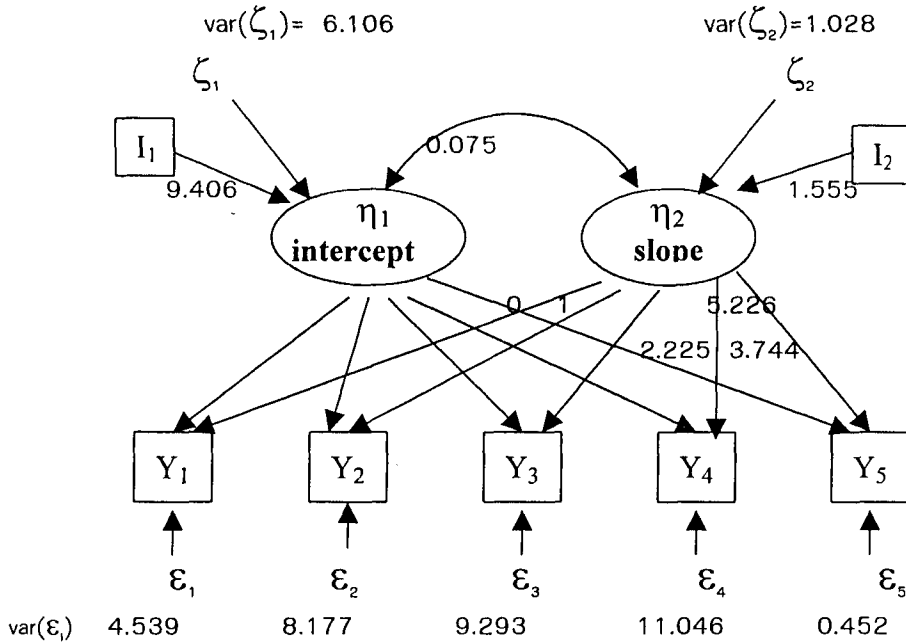 var(ζ₁)= 6.106 var(ζ₂)=1.028
ζ₁ ζ₂
I₁ 0.075 I₂
9.406 1.555
η₁ η₂
intercept slope
0 1 5.226
2.225 3.744
Y₁ Y₂ Y₃ Y₄ Y₅
ε₁ ε₂ ε₃ ε₄ ε₅
var(ε₁) 4.539 8.177 9.293 11.046 0.452